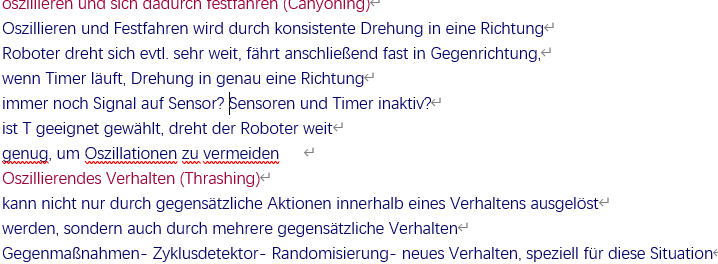 oszillieren und sich dadurch festfahren (Canyoning)
Oszillieren und Festfahren wird durch konsistente Drehung in eine Richtung
Roboter dreht sich evtl. sehr weit, fährt anschließend fast in Gegenrichtung,
wenn Timer läuft, Drehung in genau eine Richtung
immer noch Signal auf Sensor? Sensoren und Timer inaktiv?
ist T geeignet gewählt, dreht der Roboter weit
genug, um Oszillationen zu vermeiden
Oszillierendes Verhalten (Thrashing)
kann nicht nur durch gegensätzliche Aktionen innerhalb eines Verhaltens ausgelöst
werden, sondern auch durch mehrere gegensätzliche Verhalten
Gegenmaßnahmen- Zyklusdetektor- Randomisierung- neues Verhalten, speziell für diese Situation